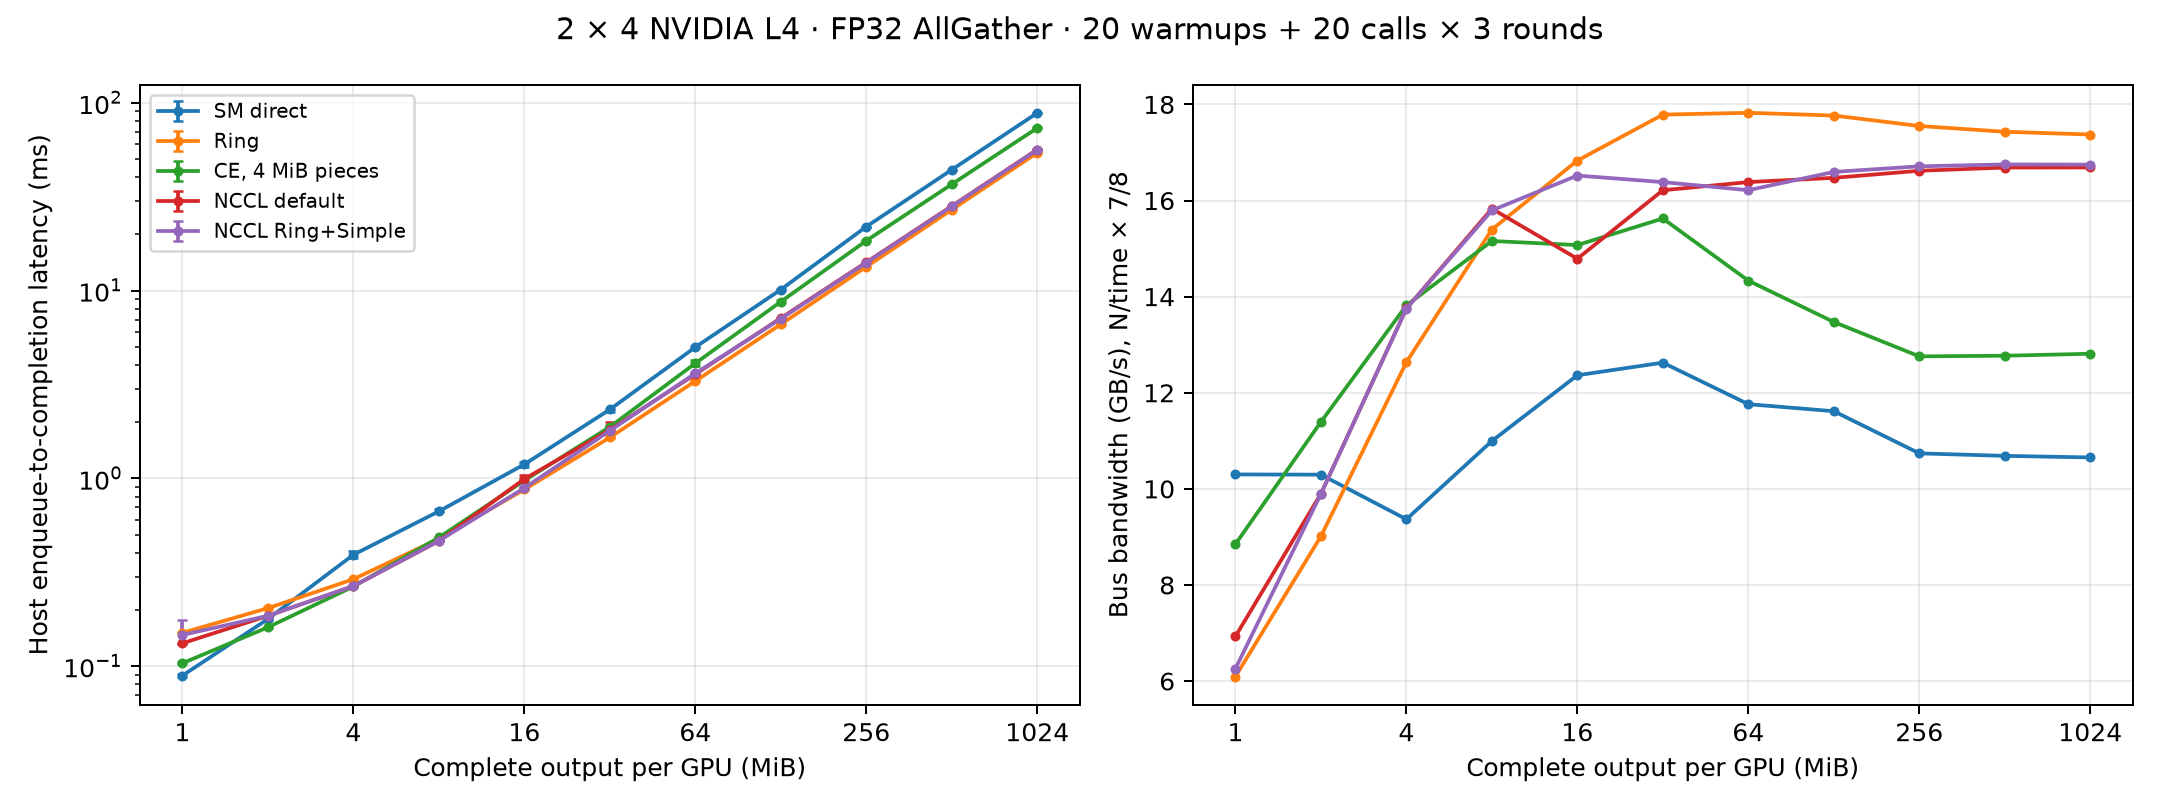 2 × 4 NVIDIA L4 · FP32 AllGather · 20 warmups + 20 calls × 3 rounds
Host enqueue-to-completion latency (ms)
10²
10¹
10⁰
10⁻¹
SM direct
Ring
CE, 4 MiB pieces
NCCL default
NCCL Ring+Simple
1
4
16
64
256
1024
Complete output per GPU (MiB)
Bus bandwidth (GB/s), N/time × 7/8
18
16
14
12
10
8
6
1
4
16
64
256
1024
Complete output per GPU (MiB)